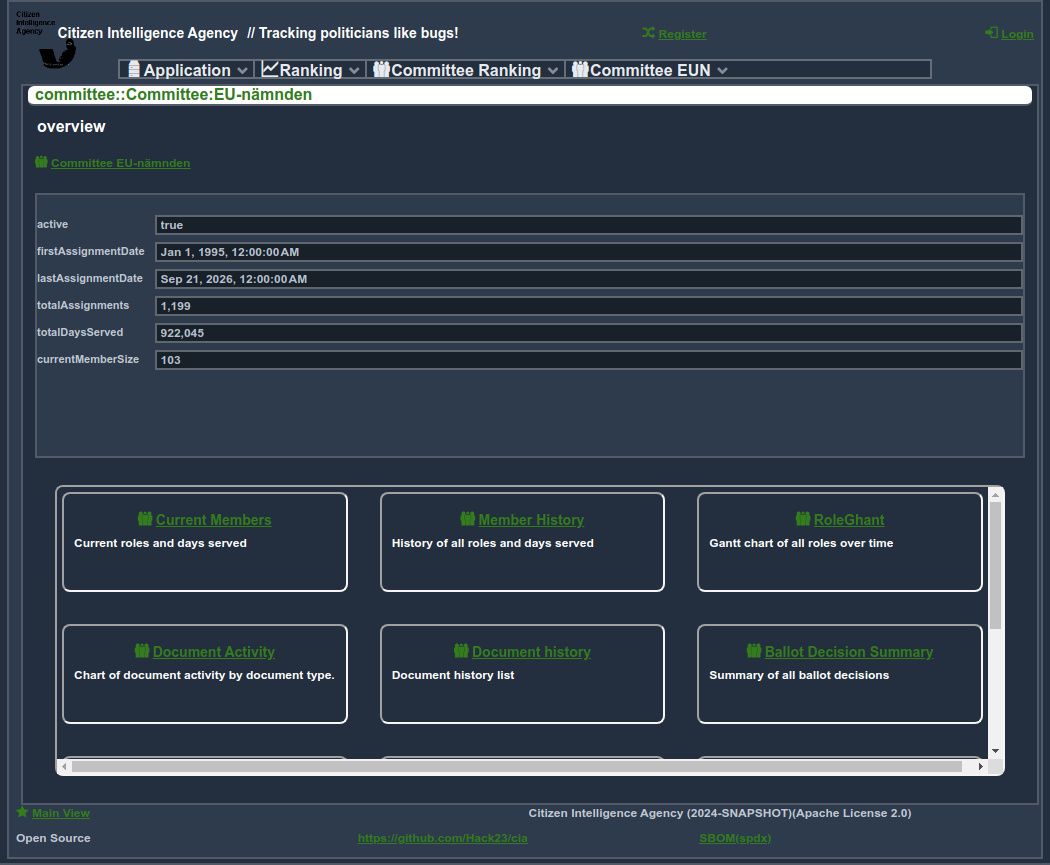 Citizen
Intelligence
Agency
Citizen Intelligence Agency // Tracking politicians like bugs!
Register
Login
Application Ranking Committee Ranking Committee EUN
committee::Committee:EU-nämnden
overview
Committee EU-nämnden
active true
firstAssignmentDate Jan 1, 1995, 12:00:00 AM
lastAssignmentDate Sep 21, 2026, 12:00:00 AM
totalAssignments 1,199
totalDaysServed 922,045
currentMemberSize 103
Current Members
Current roles and days served
Member History
History of all roles and days served
RoleGhant
Gantt chart of all roles over time
Document Activity
Chart of document activity by document type.
Document history
Document history list
Ballot Decision Summary
Summary of all ballot decisions
Main View
Citizen Intelligence Agency (2024-SNAPSHOT)(Apache License 2.0)
Open Source
https://github.com/Hack23/cia
SBOM(spdx)